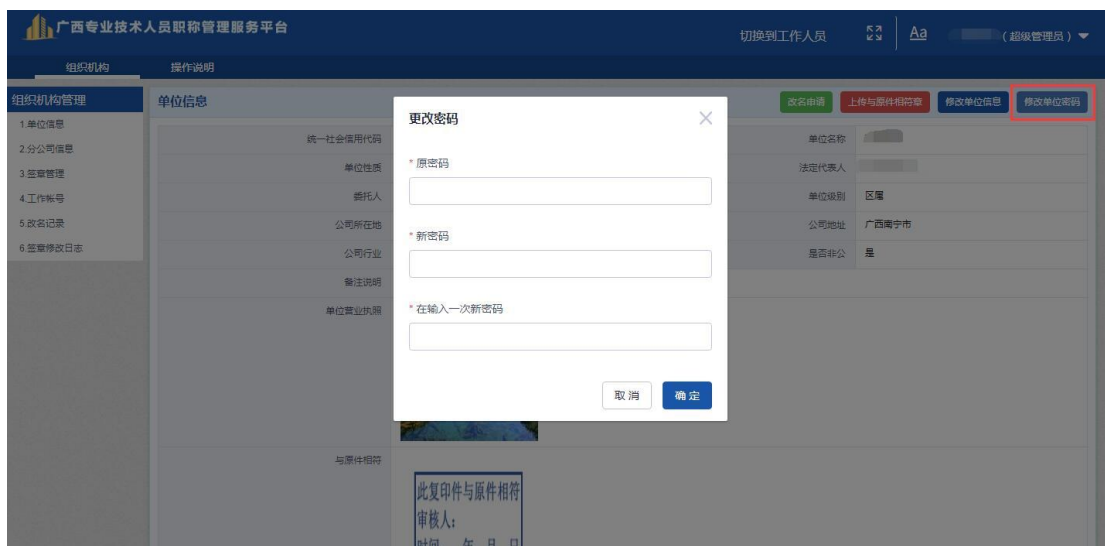 广西专业技术人员职称管理服务平台
切换到工作人员
Aa
（超级管理员）
组织机构
操作说明
组织机构管理
1.单位信息
2.分公司信息
3.签章管理
4.工作帐号
5.改名记录
6.签章修改日志
单位信息
改名申请
上传与原件相符章
修改单位信息
修改单位密码
统一社会信用代码
单位名称
单位性质
法定代表人
委托人
单位级别
区属
公司所在地
公司地址
广西南宁市
公司行业
是否非公
是
备注说明
单位营业执照
与原件相符
更改密码
* 原密码
* 新密码
* 在输入一次新密码
取消
确定
此复印件与原件相符
审核人：
时间 年 月 日